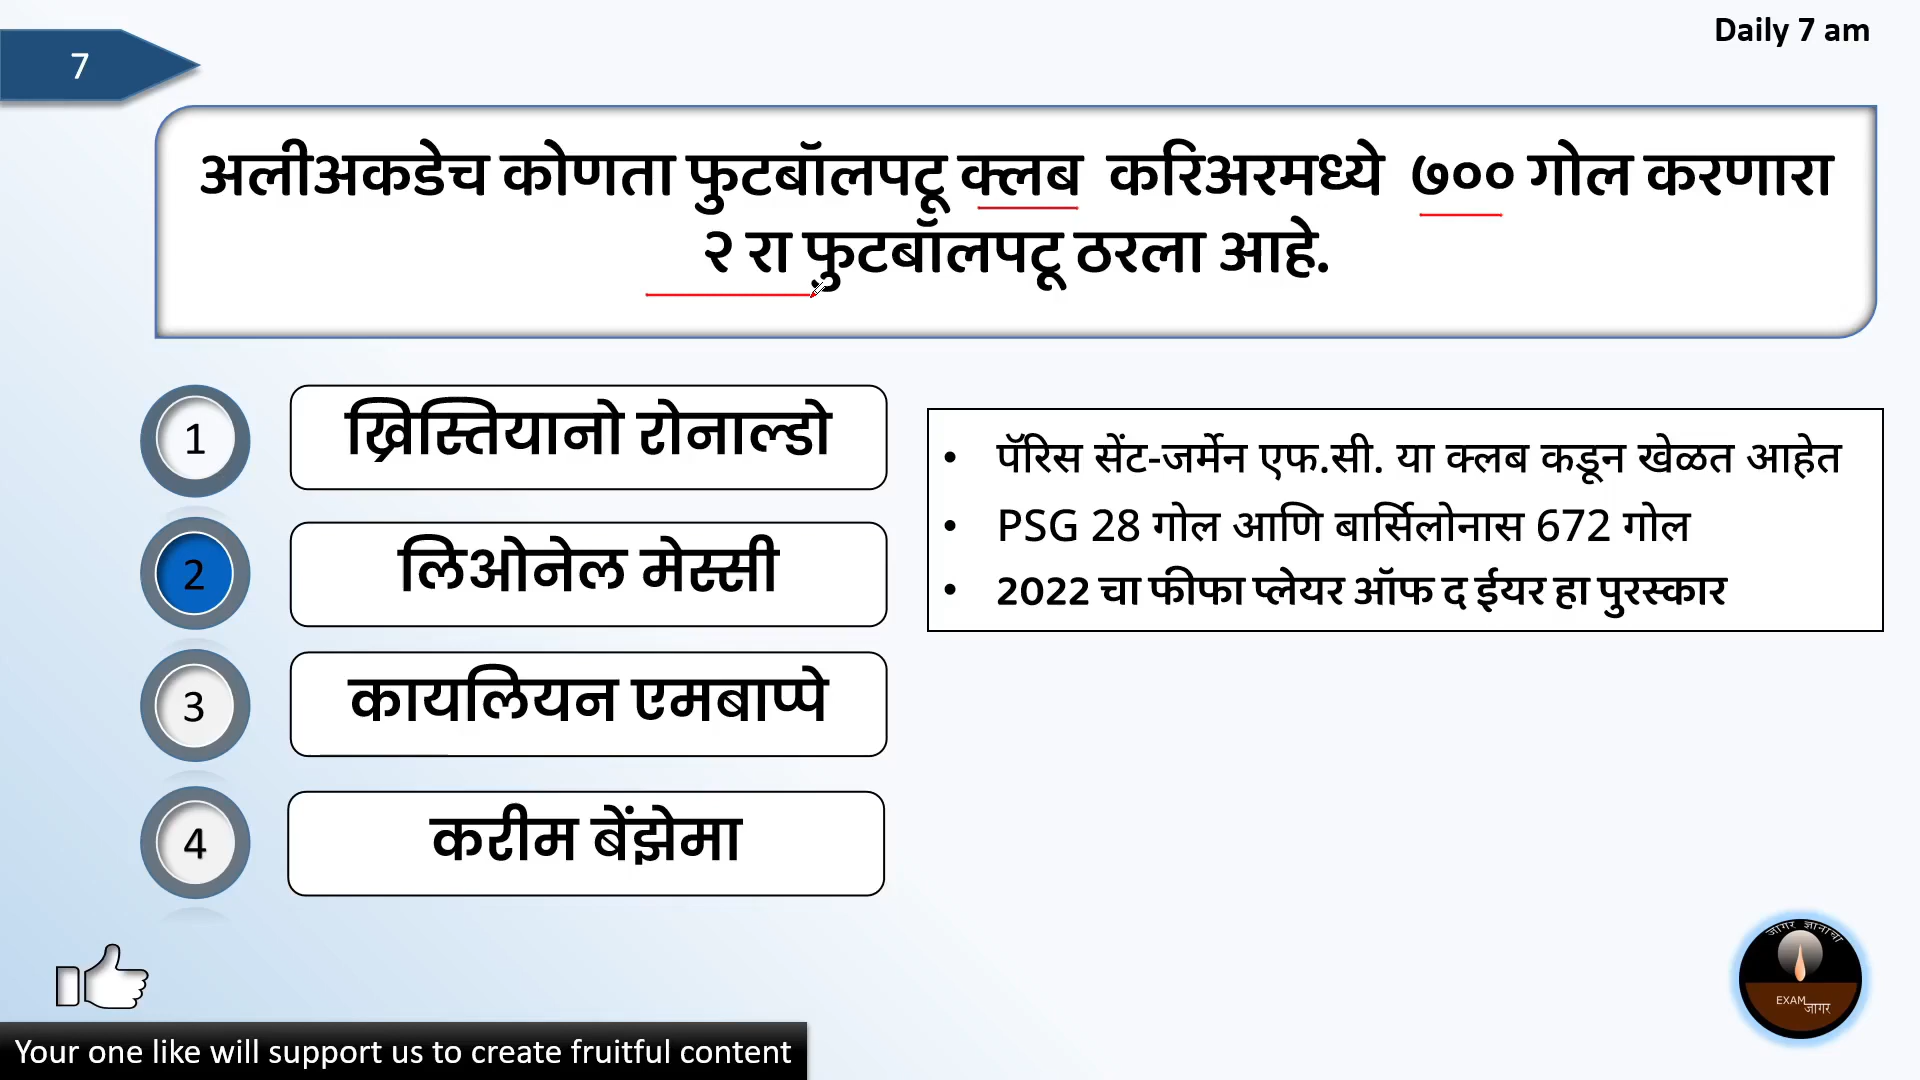 Daily 7 am
7
अलीअकडेच कोणता फुटबॉलपटू क्लब करिअरमध्ये ७०० गोल करणारा
२ रा फुटबॉलपटू ठरला आहे.
1
ख्रिस्तियानो रोनाल्डो
2
लिओनेल मेस्सी
3
कायलियन एमबाप्पे
4
करीम बेंझेमा
• पॅरिस सेंट-जर्मेन एफ.सी. या क्लब कडून खेळत आहेत
• PSG 28 गोल आणि बार्सिलोनास 672 गोल
• 2022 चा फीफा प्लेयर ऑफ द ईयर हा पुरस्कार
जागर ज्ञानाचा
EXAM जागर
Your one like will support us to create fruitful content